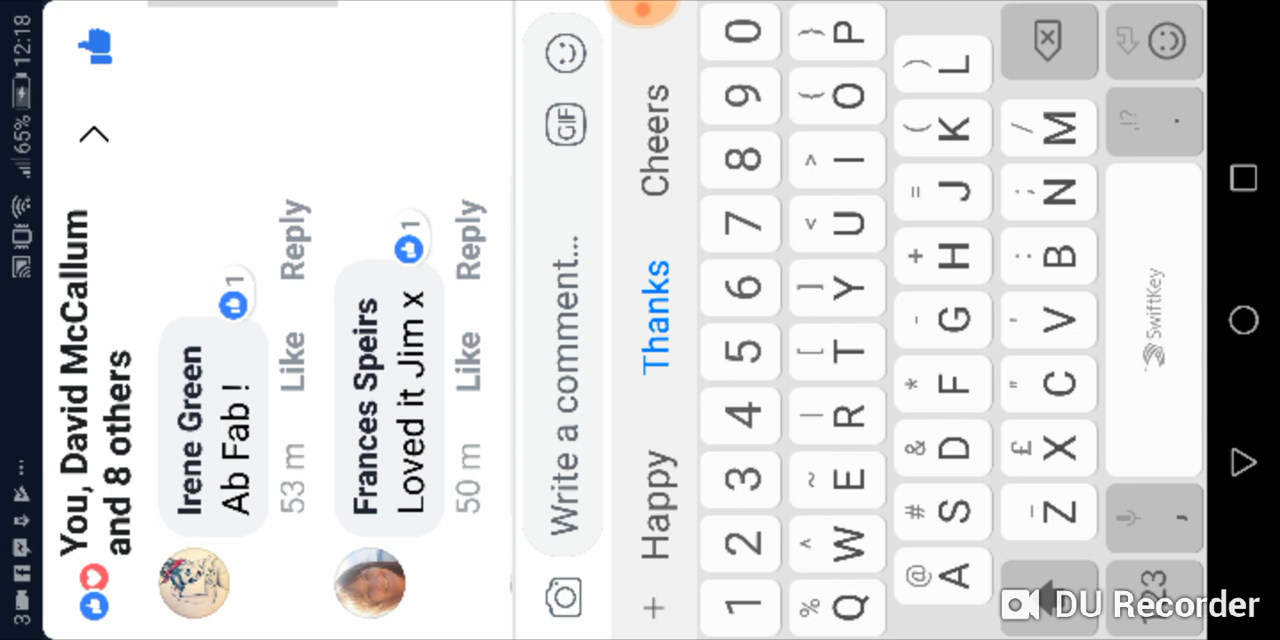 3 ... 65% 12:18
You, David McCallum
and 8 others
Irene Green
Ab Fab !
1
53 m Like Reply
Frances Speirs
Loved it Jim x
1
50 m Like Reply
Write a comment... GIF
+ Happy Thanks Cheers
1 2 3 4 5 6 7 8 9 0
% ^ ~ | [ ] < > { }
Q W E R T Y U I O P
@ # & * - + = ( )
A S D F G H J K L
_ £ " ' : ; /
Z X C V B N M
123 , SwiftKey !? .
DU Recorder